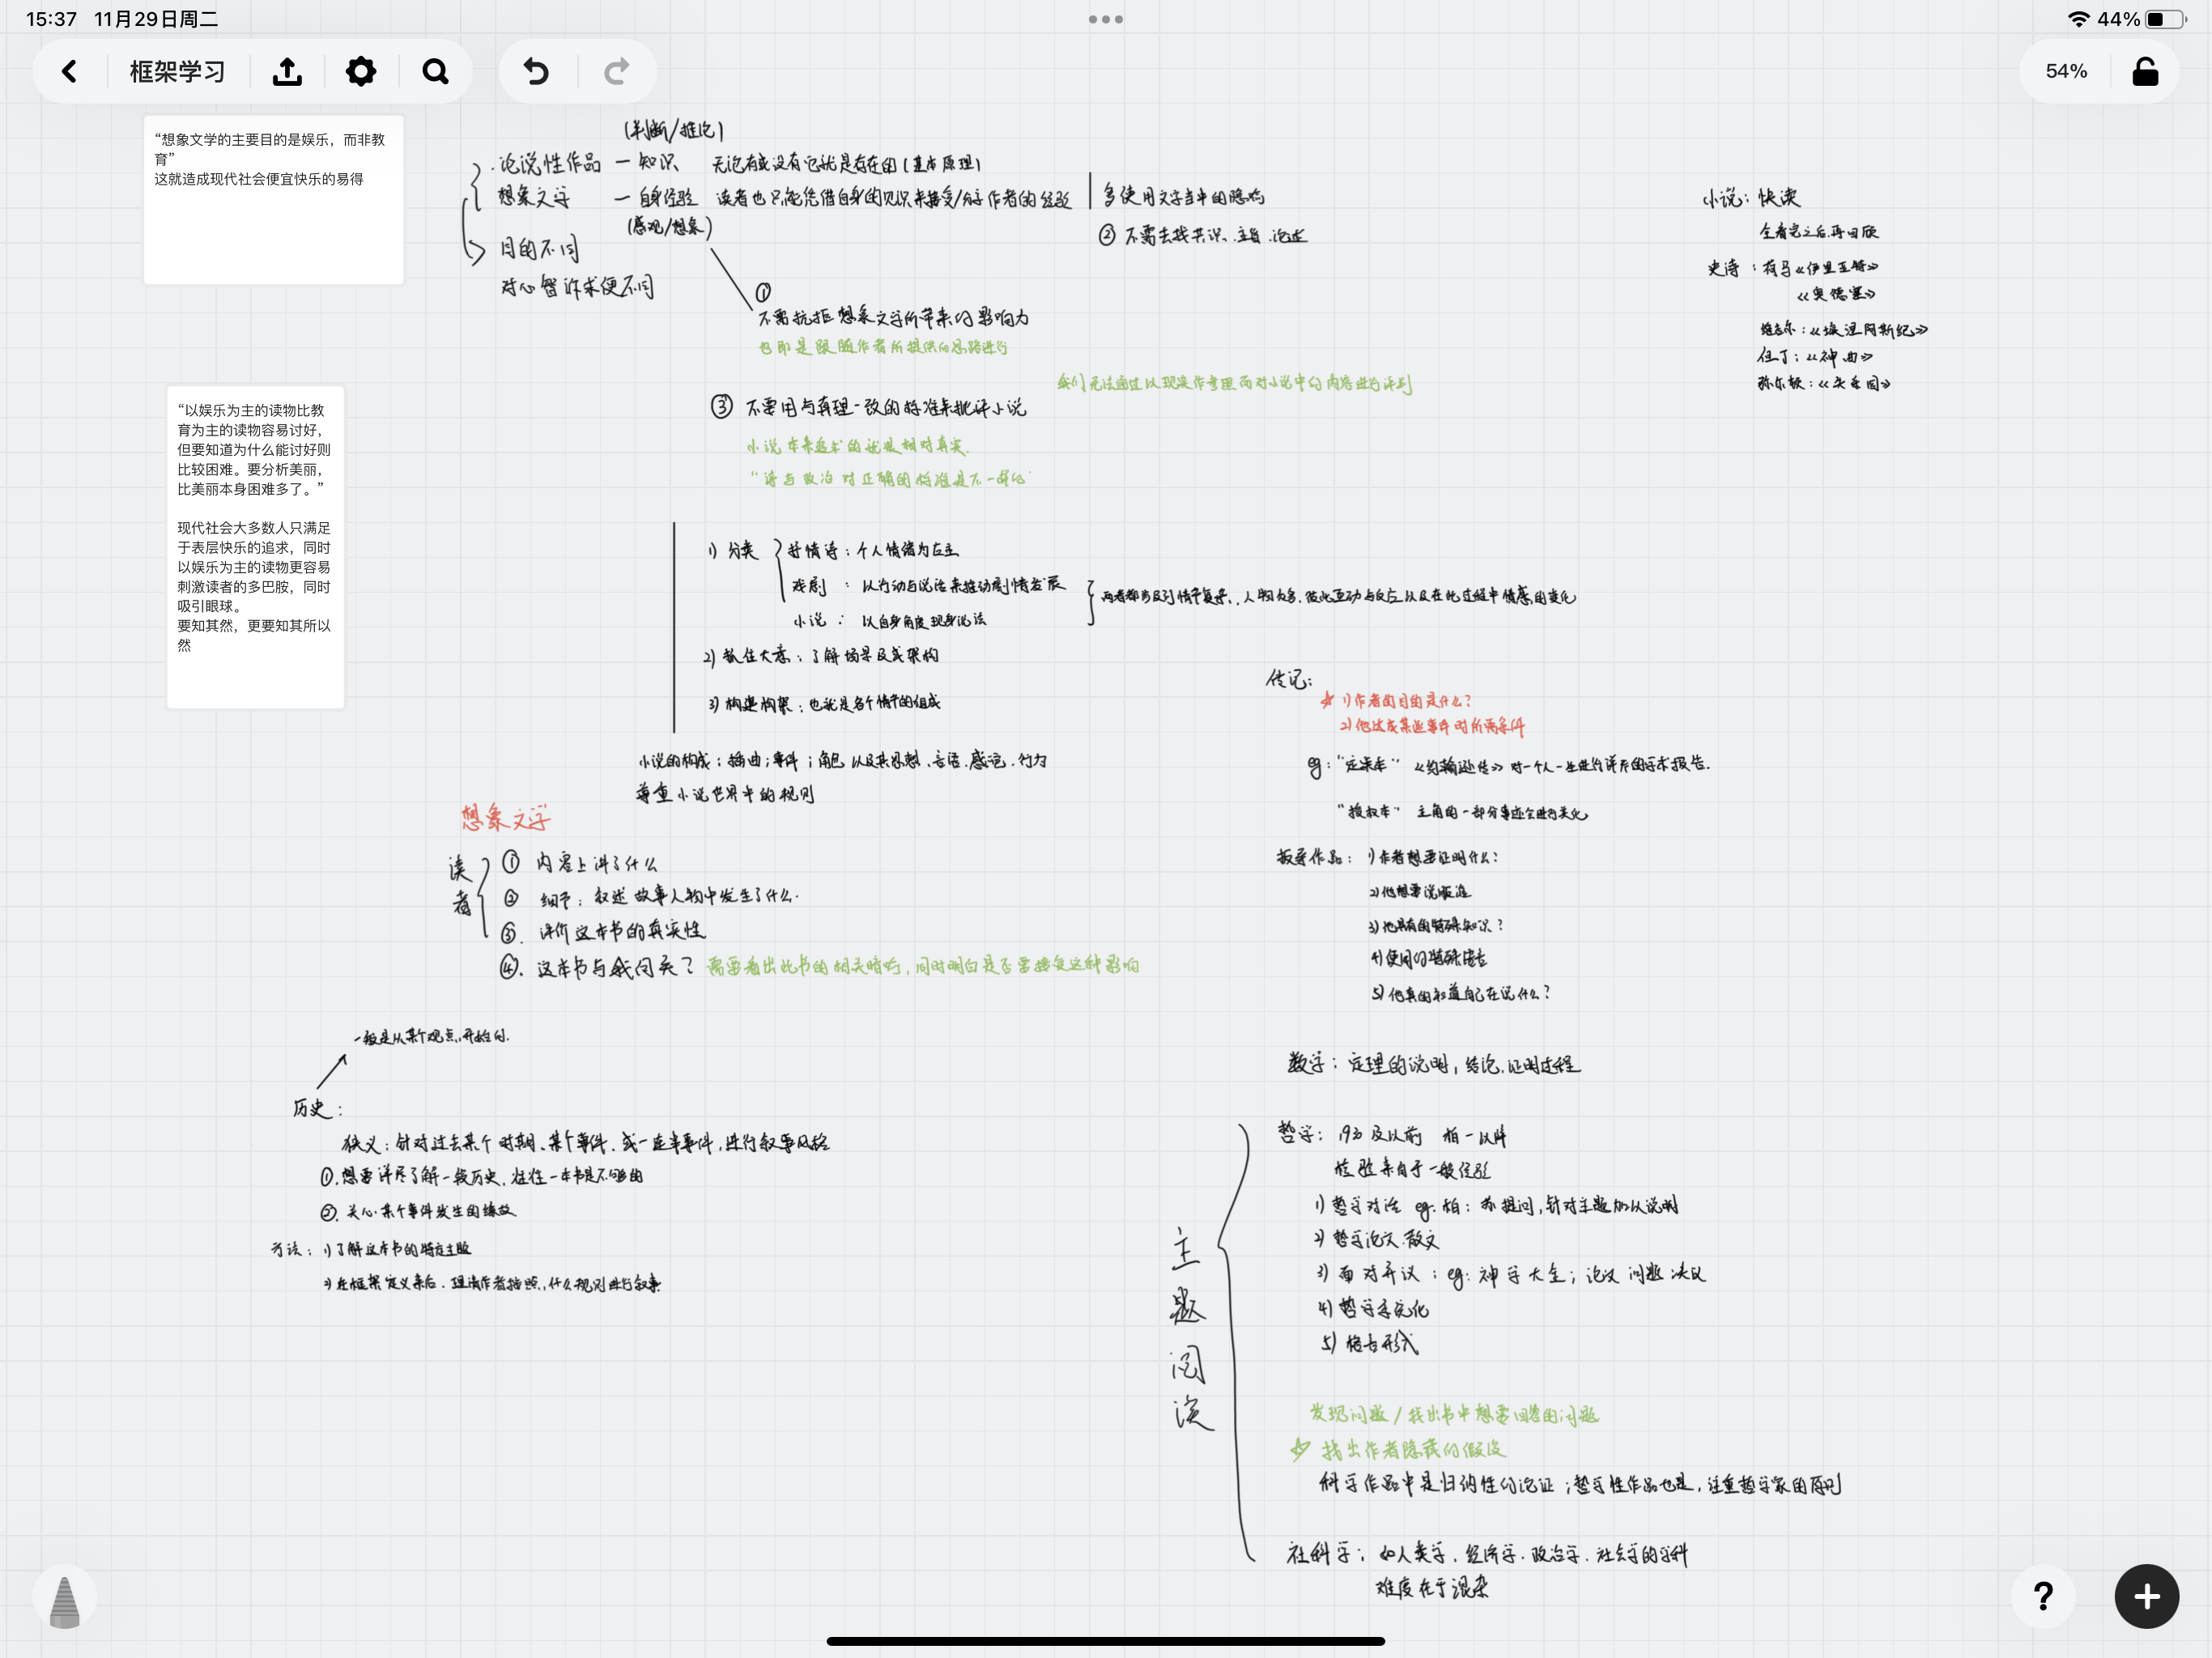 15:37 11月29日周二
44%
框架学习
54%
“想象文学的主要目的是娱乐，而非教
育”
这就造成现代社会便宜快乐的易得
“以娱乐为主的读物比教
育为主的读物容易讨好，
但要知道为什么能讨好则
比较困难。要分析美丽，
比美丽本身困难多了。”
现代社会大多数人只满足
于表层快乐的追求，同时
以娱乐为主的读物更容易
刺激读者的多巴胺，同时
吸引眼球。
要知其然，更要知其所以
然
(判断/推论)
论说性作品 — 知识 无论有或没有它就是存在的(基本原理)
想象文学 — 自身经验 读者也只能凭借自身的见识来接受/分享作者的经验
(感观/想象)
目的不同
对心智诉求便不同
多使用文字当中的隐喻
② 不需去找共识、主旨、论述
①
不需抗拒想象文学所带来的影响力
也即是跟随作者所提供的思路进行
③ 不要用与真理一致的标准来批评小说
我们无法通过以现实作考里而对小说中的内容进行评判
小说本来追求的就是相对真实.
“诗与政治对正确的标准是不一样的”
1) 分类
抒情诗：个人情绪为主
戏剧：以行动与说话来推动剧情发展
小说：以自身角度现身说法
两者都涉及到情节复杂、人物众多、彼此互动与反应以及在此过程中情感的变化
2) 抓住大意：了解场景及其架构
3) 构建构架：也就是各个情节的组成
小说的构成：插曲；事件；角色以及其思想、言语、感觉、行为
尊重小说世界中的规则
想象文学
读者
① 内容上讲了什么
② 细节：叙述故事人物中发生了什么.
③. 评价这本书的真实性
④. 这本书与我何关？ 需要看出此书的相关暗喻，同时明白是否要接受这种影响
一般是从某个观点开始的.
历史：
狭义：针对过去某个时期、某个事件、或一连串事件，进行叙事风格
①. 想要详尽了解一段历史，往往一本书是不够的
②. 关心某个事件发生的缘故.
方法：1) 了解这本书的特定主题
2) 在框架定义来后，理清作者按照什么规则进行叙事.
小说：快读
全看完之后，再回顾
史诗：荷马《伊里亚特》
《奥德塞》
维吉尔：《埃涅阿斯纪》
但丁：《神曲》
弥尔顿：《失乐园》
传记：
1) 作者的目的是什么？
2) 他达成某些事件时所需条件
eg：“定案本” 《约翰逊传》对一个人一生进行详尽的学术报告.
“授权本” 主角的一部分事迹会进行美化
报导作品：1) 作者想要证明什么？
2) 他想要说服谁
3) 他具有的特殊知识？
4) 使用的特殊语言
5) 他真的知道自己在说什么？
数学：定理的说明，结论、证明过程
主题阅读
哲学：1930及以前 柏一以降
检验来自于一般经验
1) 哲学对话 eg. 柏：亦提问，针对主题加以说明
2) 哲学论文、散文
3) 面对异议：eg：神学大全；论文 问题 决议
4) 哲学系统化
5) 格言形式
发现问题/找出书中想要回答的问题
找出作者隐藏的假设
科学作品中是归纳性的论证；哲学性作品也是，注重哲学家的原则
社科学：如人类学、经济学、政治学、社会学的学科
难度在于混杂
?